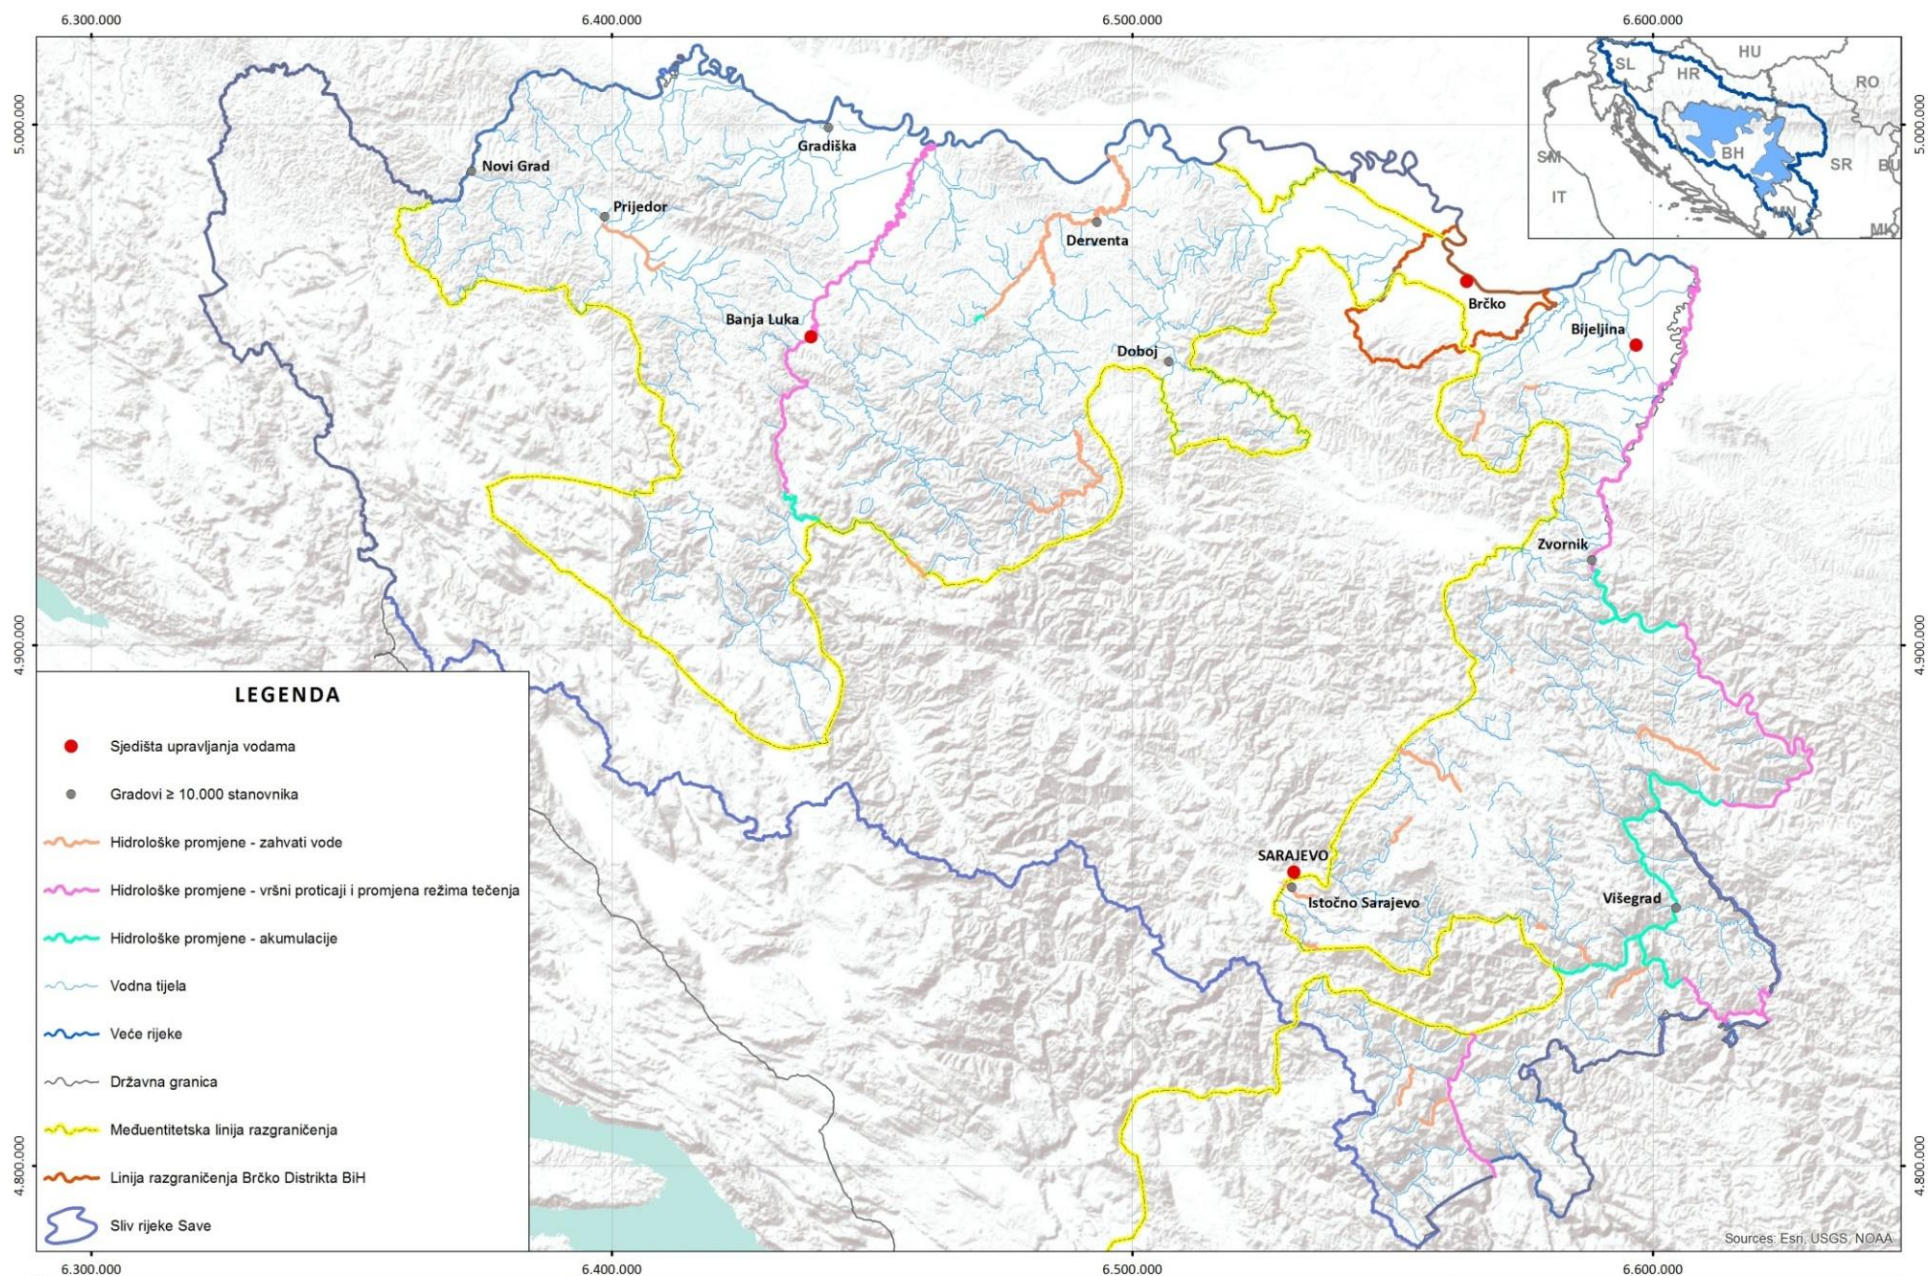 6.300.000
6.400.000
6.500.000
6.600.000
5.000.000
5.000.000
HU
SL
HR
RO
BH
SM
SR
BU
IT
MN
MK
Novi Grad
Gradiška
Prijedor
Derventa
Brčko
Banja Luka
Bijeljina
Doboj
Zvornik
4.900.000
4.900.000
SARAJEVO
Istočno Sarajevo
Višegrad
4.800.000
4.800.000
LEGENDA
Sjedišta upravljanja vodama
Gradovi ≥ 10.000 stanovnika
Hidrološke promjene - zahvati vode
Hidrološke promjene - vršni proticaji i promjena režima tečenja
Hidrološke promjene - akumulacije
Vodna tijela
Veće rijeke
Državna granica
Međuentitetska linija razgraničenja
Linija razgraničenja Brčko Distrikta BiH
Sliv rijeke Save
Sources: Esri, USGS, NOAA
6.300.000
6.400.000
6.500.000
6.600.000